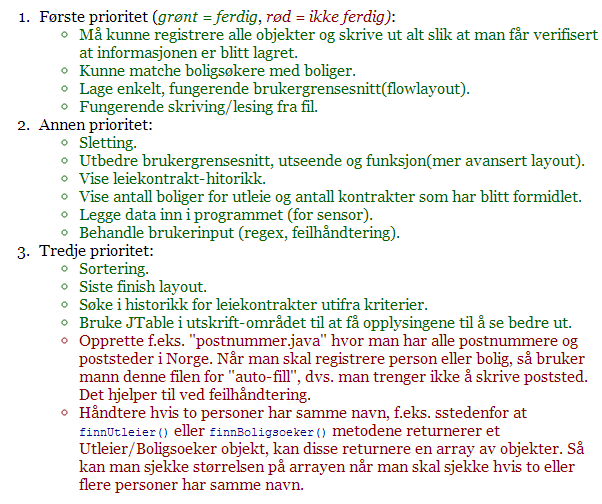 1. Første prioritet (grønt = ferdig, rød = ikke ferdig):
Må kunne registrere alle objekter og skrive ut alt slik at man får verifisert
at informasjonen er blitt lagret.
Kunne matche boligsøkere med boliger.
Lage enkelt, fungerende brukergrensesnitt(flowlayout).
Fungerende skriving/lesing fra fil.
2. Annen prioritet:
Sletting.
Utbedre brukergrensesnitt, utseende og funksjon(mer avansert layout).
Vise leiekontrakt-hitorikk.
Vise antall boliger for utleie og antall kontrakter som har blitt formidlet.
Legge data inn i programmet (for sensor).
Behandle brukerinput (regex, feilhåndtering).
3. Tredje prioritet:
Sortering.
Siste finish layout.
Søke i historikk for leiekontrakter utifra kriterier.
Bruke JTable i utskrift-området til at få opplysingene til å se bedre ut.
Opprette f.eks. "postnummer.java" hvor man har alle postnummere og
poststeder i Norge. Når man skal registrere person eller bolig, så bruker
mann denne filen for "auto-fill", dvs. man trenger ikke å skrive poststed.
Det hjelper til ved feilhåndtering.
Håndtere hvis to personer har samme navn, f.eks. sstedenfor at
finnUtleier() eller finnBoligsoeker() metodene returnerer et
Utleier/Boligsoeker objekt, kan disse returnere en array av objekter. Så
kan man sjekke størrelsen på arrayen når man skal sjekke hvis to eller
flere personer har samme navn.